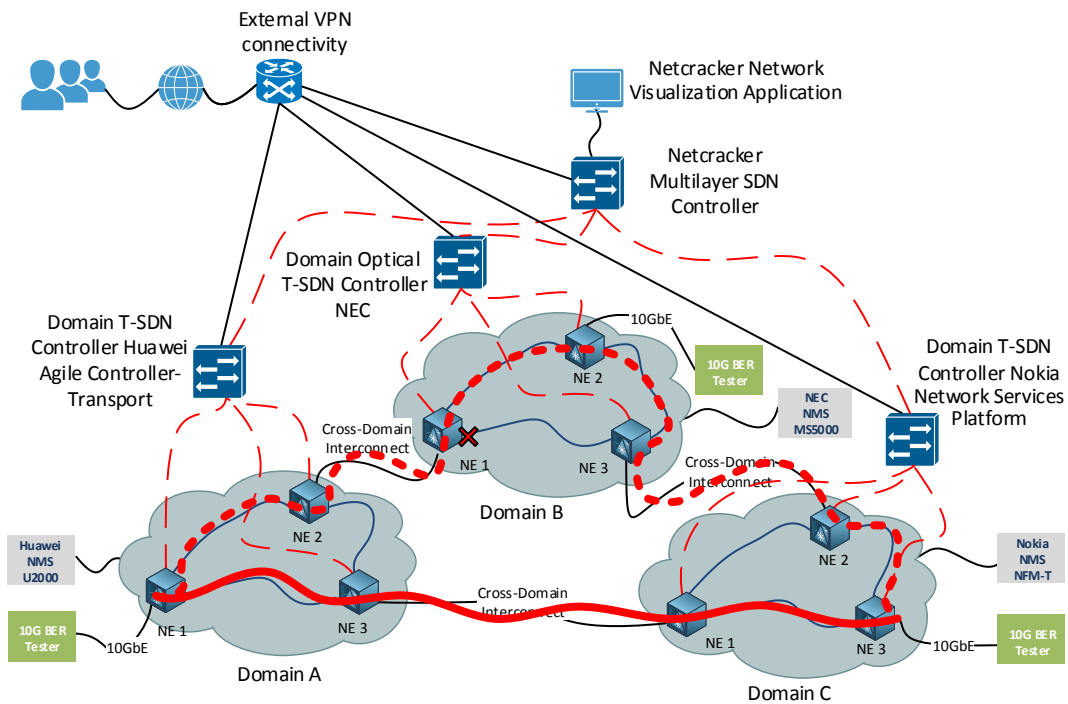 External VPN
connectivity
Netcracker Network
Visualization Application
Netcracker
Multilayer SDN
Controller
Domain Optical
T-SDN Controller
NEC
Domain T-SDN
Controller Huawei
Agile Controller-
Transport
10GbE
NE 2
10G BER
Tester
Domain T-SDN
Controller Nokia
Network Services
Platform
NEC
NMS
MS5000
Cross-Domain
Interconnect
NE 1
NE 3
Cross-Domain
Interconnect
Domain B
NE 2
NE 2
Huawei
NMS
U2000
Nokia
NMS
NFM-T
Cross-Domain
Interconnect
NE 1
NE 3
NE 1
NE 3
10G BER
Tester
10GbE
10GbE
10G BER
Tester
Domain A
Domain C